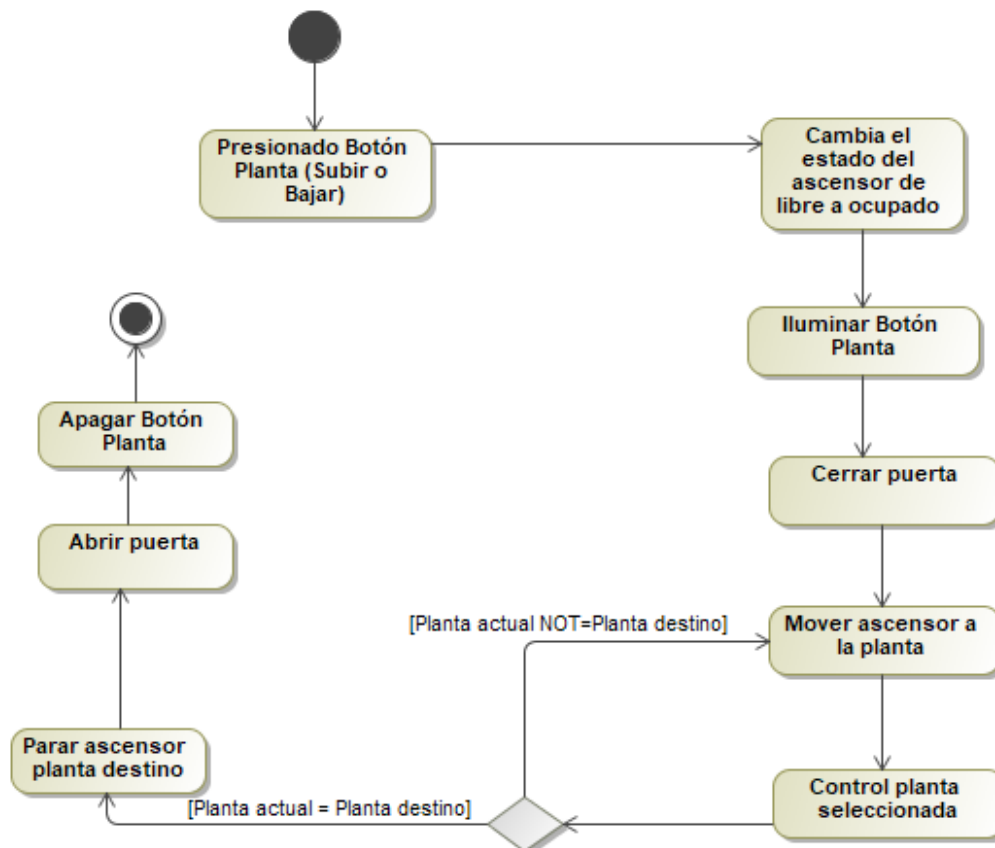 Presionado Botón
Planta (Subir o
Bajar)
Cambia el
estado del
ascensor de
libre a ocupado
Iluminar Botón
Planta
Cerrar puerta
Mover ascensor a
la planta
Control planta
seleccionada
[Planta actual NOT=Planta destino]
[Planta actual = Planta destino]
Parar ascensor
planta destino
Abrir puerta
Apagar Botón
Planta